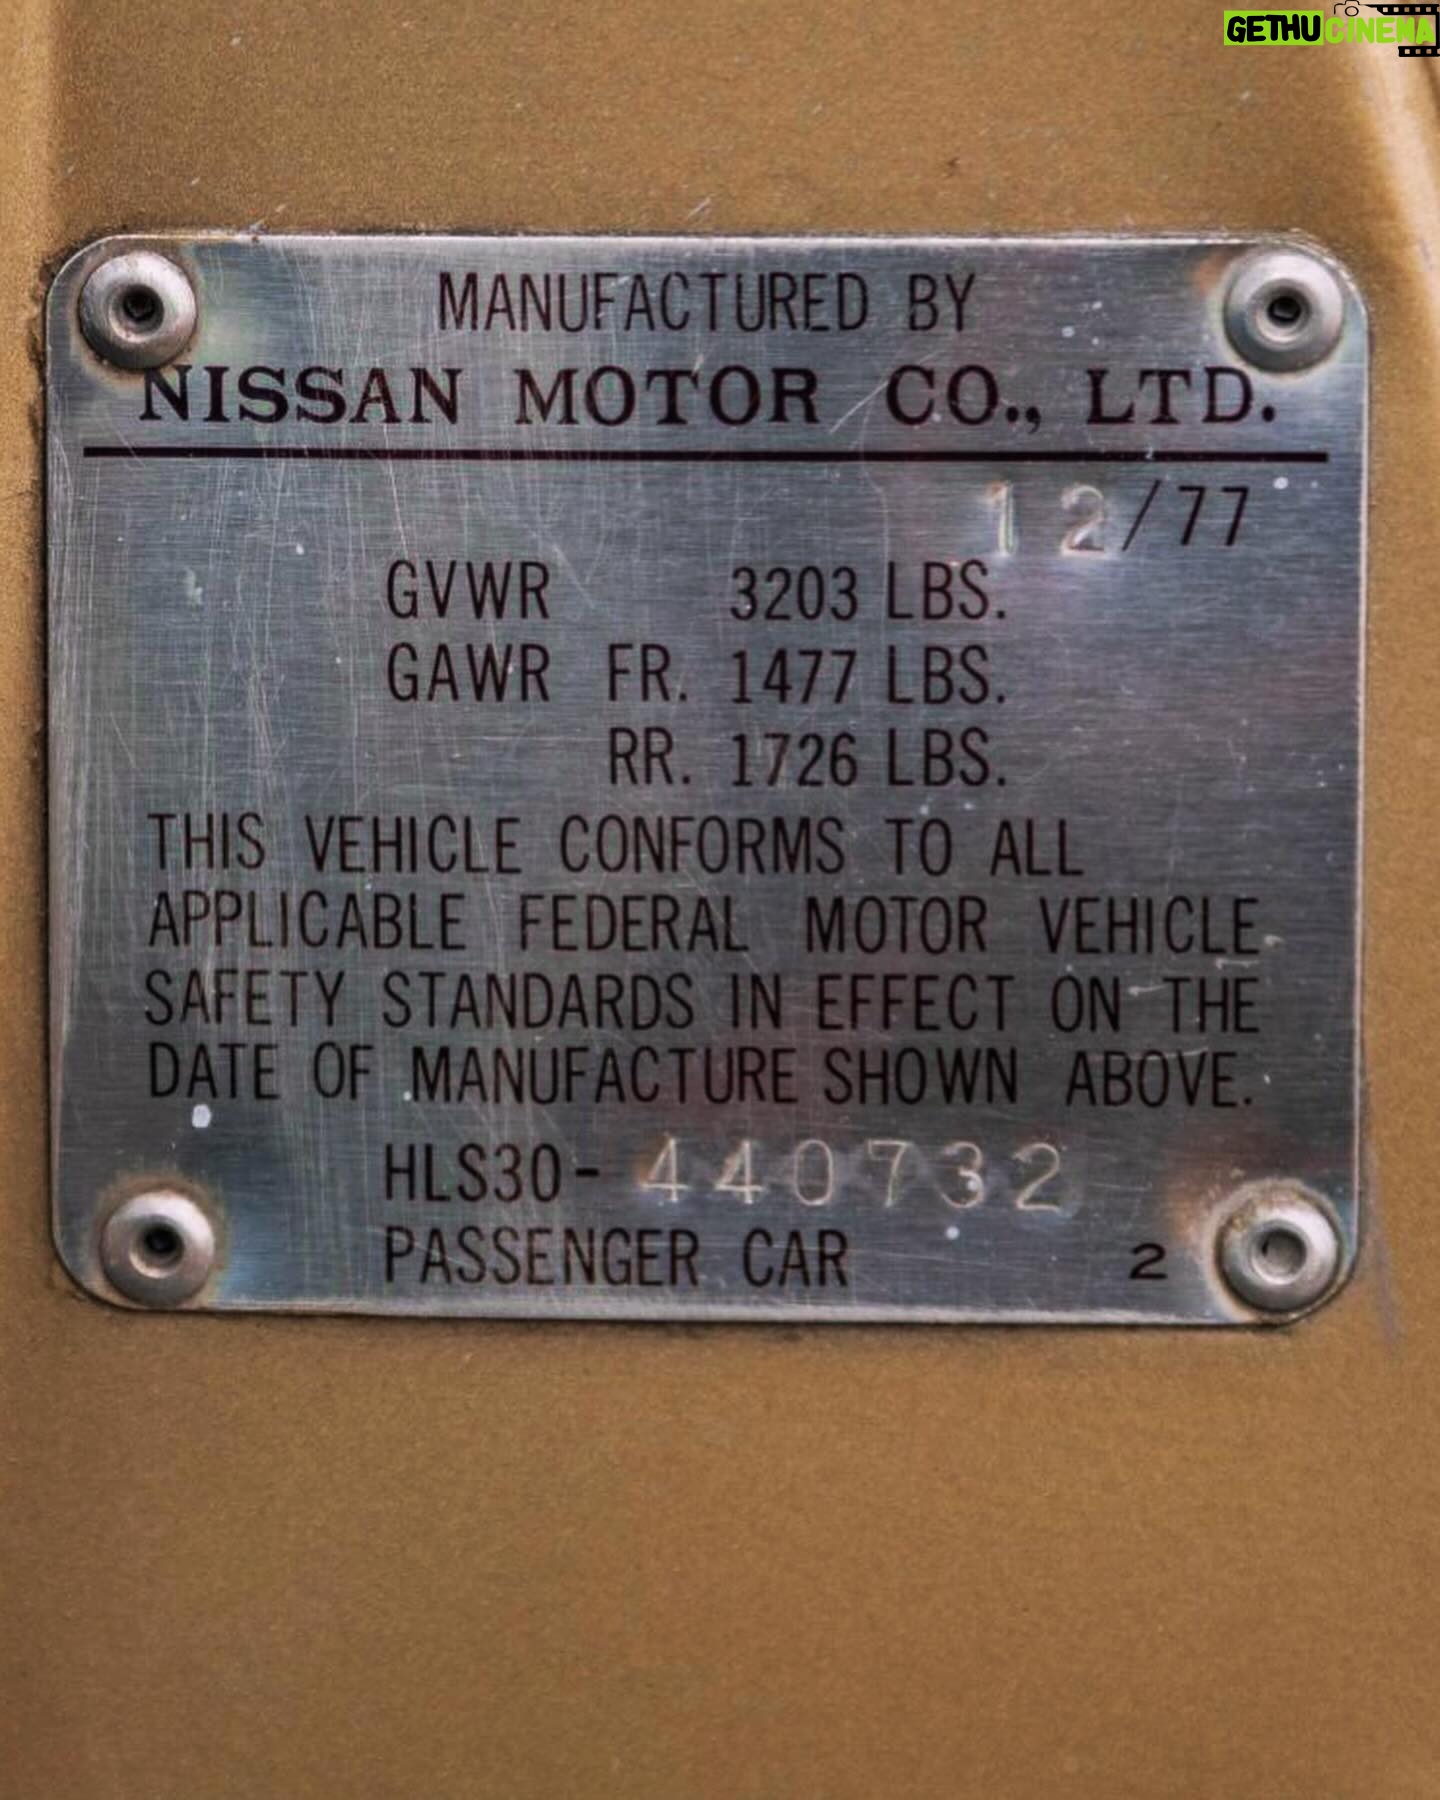 GETHUCINEMA
MANUFACTURED BY
NISSAN MOTOR CO., LTD.
12/77
GVWR 3203 LBS.
GAWR FR. 1477 LBS.
RR. 1726 LBS.
THIS VEHICLE CONFORMS TO ALL
APPLICABLE FEDERAL MOTOR VEHICLE
SAFETY STANDARDS IN EFFECT ON THE
DATE OF MANUFACTURE SHOWN ABOVE.
HLS30-440732
PASSENGER CAR 2